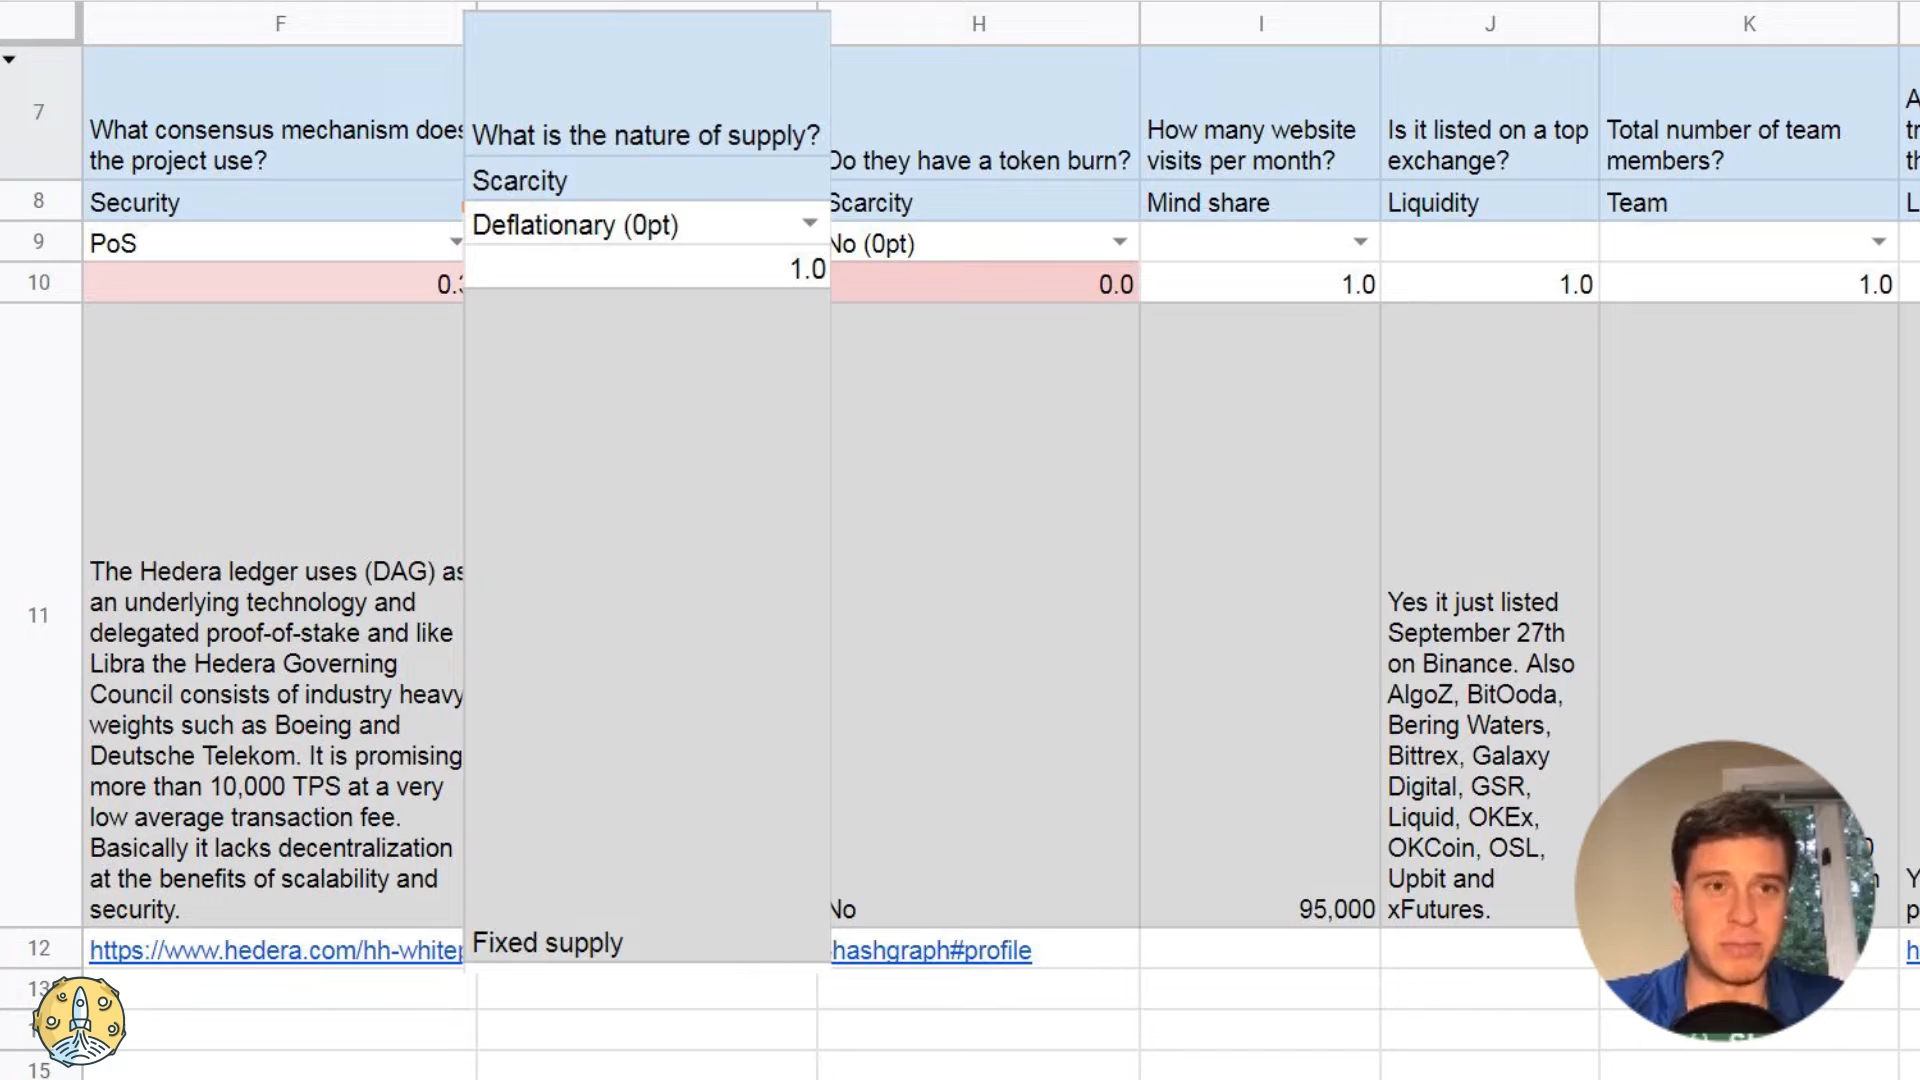 F
H
I
J
K
7
What consensus mechanism does
the project use?
What is the nature of supply?
Do they have a token burn?
How many website
visits per month?
Is it listed on a top
exchange?
Total number of team
members?
8
Security
Scarcity
Scarcity
Mind share
Liquidity
Team
9
PoS
Deflationary (0pt)
No (0pt)
10
1.0
0.0
1.0
1.0
1.0
11
The Hedera ledger uses (DAG) as
an underlying technology and
delegated proof-of-stake and like
Libra the Hedera Governing
Council consists of industry heavy
weights such as Boeing and
Deutsche Telekom. It is promising
more than 10,000 TPS at a very
low average transaction fee.
Basically it lacks decentralization
at the benefits of scalability and
security.
Fixed supply
No
95,000
Yes it just listed
September 27th
on Binance. Also
AlgoZ, BitOoda,
Bering Waters,
Bittrex, Galaxy
Digital, GSR,
Liquid, OKEx,
OKCoin, OSL,
Upbit and
xFutures.
12
https://www.hedera.com/hh-whitep
hashgraph#profile
13
15